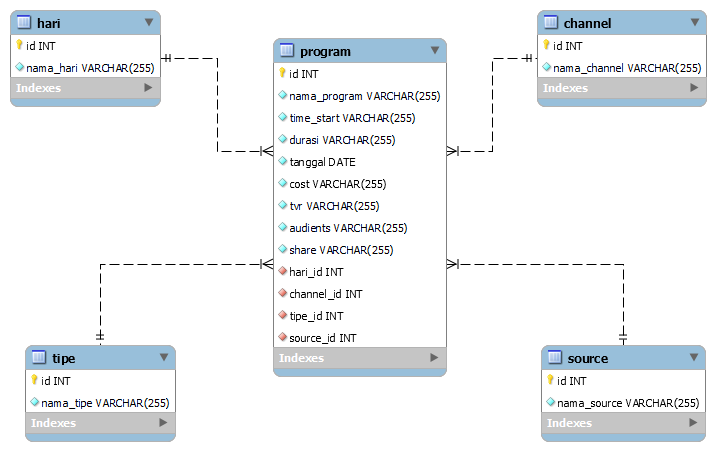 hari
id INT
nama_hari VARCHAR(255)
Indexes
program
id INT
nama_program VARCHAR(255)
time_start VARCHAR(255)
durasi VARCHAR(255)
tanggal DATE
cost VARCHAR(255)
tvr VARCHAR(255)
audients VARCHAR(255)
share VARCHAR(255)
hari_id INT
channel_id INT
tipe_id INT
source_id INT
Indexes
channel
id INT
nama_channel VARCHAR(255)
Indexes
tipe
id INT
nama_tipe VARCHAR(255)
Indexes
source
id INT
nama_source VARCHAR(255)
Indexes